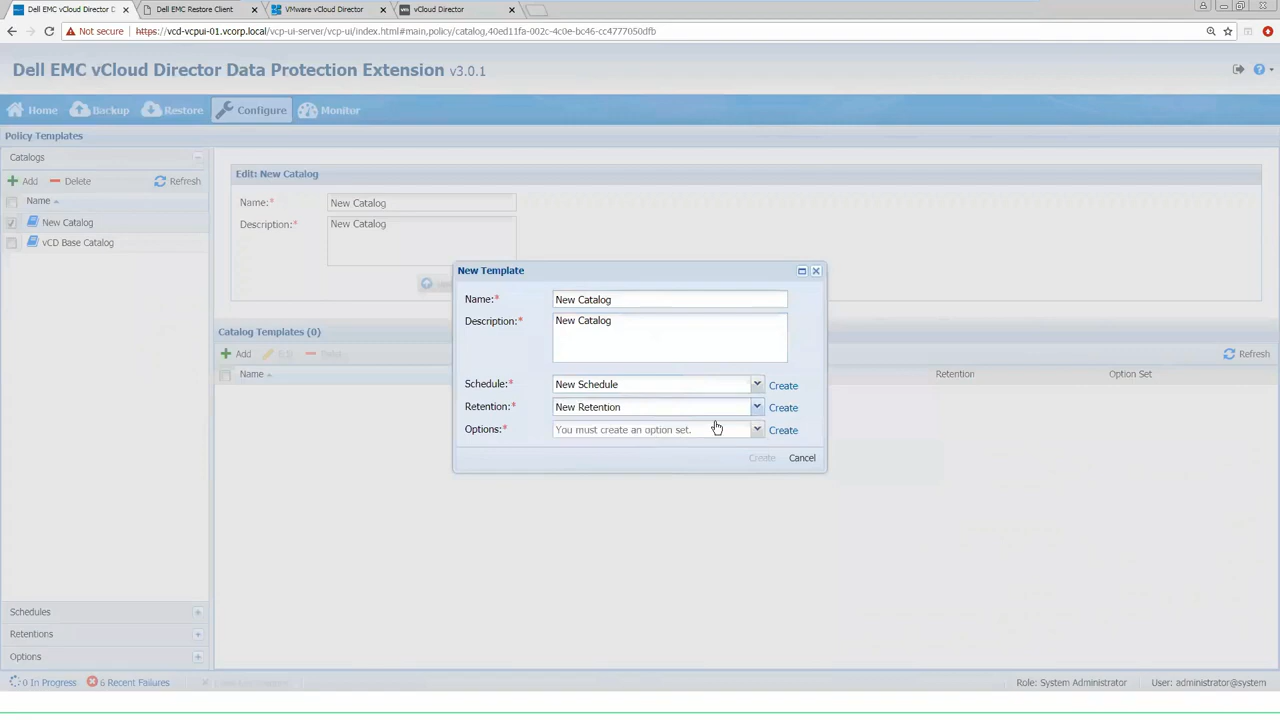 Dell EMC vCloud Director D
Dell EMC Restore Client
VMware vCloud Director
vCloud Director
Not secure
https://vcd-vcpui-01.vcorp.local/vcp-ui-server/vcp-ui/index.html#main,policy/catalog,40ed11fa-002c-4c0e-bc46-cc4777050dfb
Dell EMC vCloud Director Data Protection Extension v3.0.1
Home
Backup
Restore
Configure
Monitor
Policy Templates
Catalogs
Add
Delete
Refresh
Name
New Catalog
vCD Base Catalog
Edit: New Catalog
Name:* New Catalog
Description:* New Catalog
New Template
Name:* New Catalog
Description:* New Catalog
Schedule:* New Schedule Create
Retention:* New Retention Create
Options:* You must create an option set. Create
Create Cancel
Catalog Templates (0)
Add Edit Delete Refresh
Name Retention Option Set
Schedules
Retentions
Options
0 In Progress 6 Recent Failures
Role: System Administrator User: administrator@system